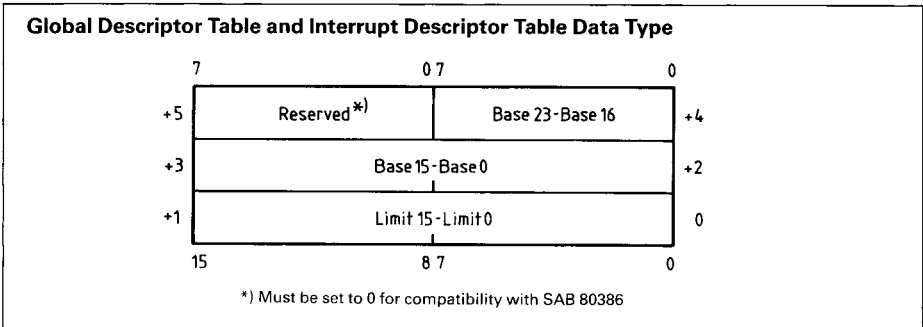 Global Descriptor Table and Interrupt Descriptor Table Data Type
7 0 7 0
+5 Reserved*) Base 23-Base 16 +4
+3 Base 15-Base 0 +2
+1 Limit 15-Limit 0 0
15 8 7 0
*) Must be set to 0 for compatibility with SAB 80386